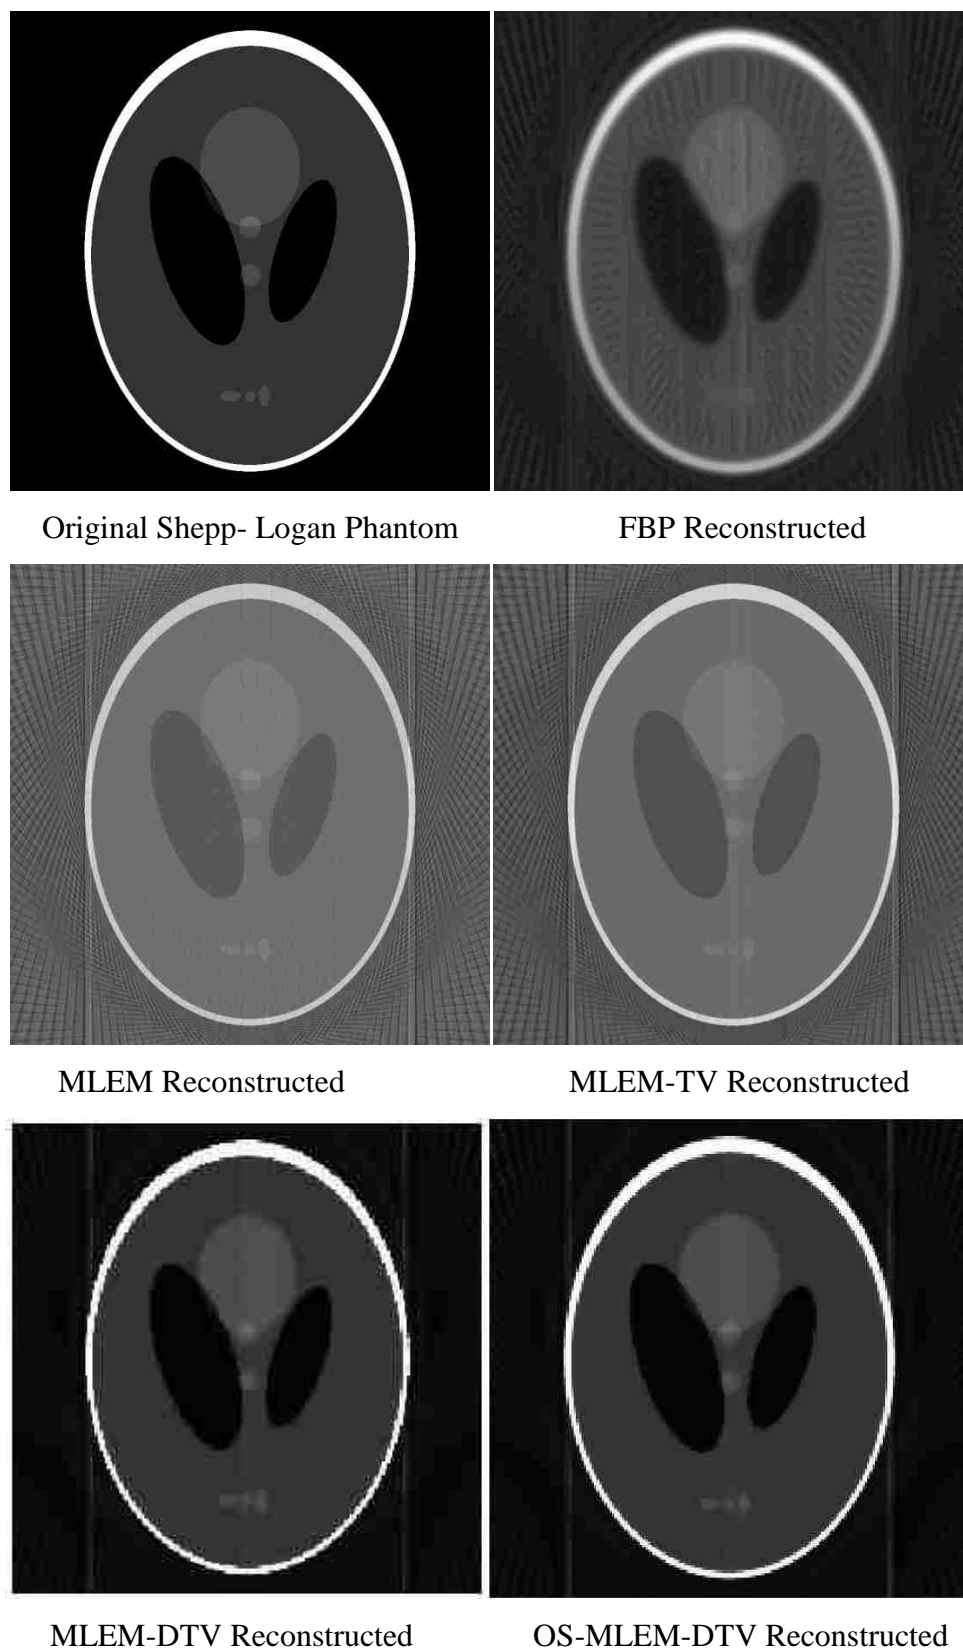 Original Shepp- Logan Phantom
FBP Reconstructed
MLEM Reconstructed
MLEM-TV Reconstructed
MLEM-DTV Reconstructed
OS-MLEM-DTV Reconstructed